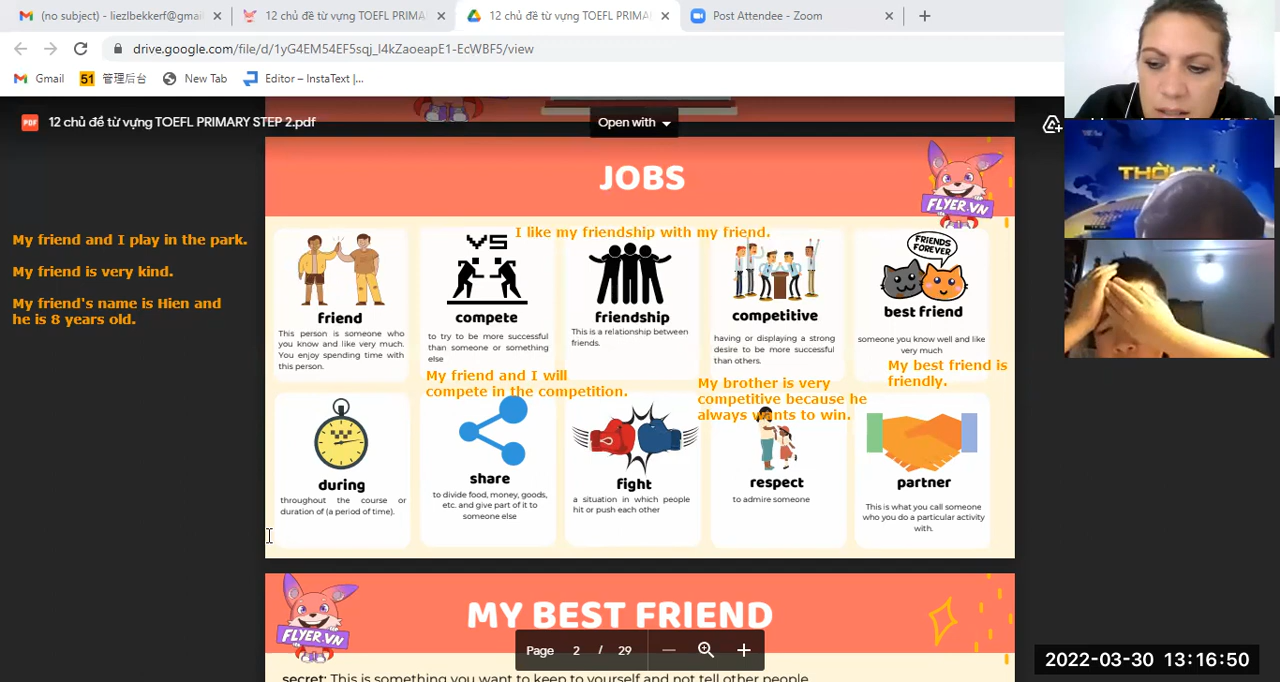 (no subject) - liezlbekkerf@gmai
12 chủ đề từ vựng TOEFL PRIMA
12 chủ đề từ vựng TOEFL PRIMA
Post Attendee - Zoom
drive.google.com/file/d/1yG4EM54EF5sqj_l4kZaoeapE1-EcWBF5/view
Gmail
51 管理后台
New Tab
Editor – InstaText |...
PDF 12 chủ đề từ vựng TOEFL PRIMARY STEP 2.pdf
Open with
JOBS
FLYER.VN
THỜI SỰ
My friend and I play in the park.
My friend is very kind.
My friend's name is Hien and
he is 8 years old.
I like my friendship with my friend.
friend
This person is someone who
you know and like very much.
You enjoy spending time with
this person.
VS
compete
to try to be more successful
than someone or something
else
My friend and I will
compete in the competition.
friendship
This is a relationship between
friends.
competitive
having or displaying a strong
desire to be more successful
than others.
My brother is very
competitive because he
always wants to win.
FRIENDS
FOREVER
best friend
someone you know well and like
very much
My best friend is
friendly.
during
throughout the course or
duration of (a period of time).
share
to divide food, money, goods,
etc. and give part of it to
someone else
fight
a situation in which people
hit or push each other
respect
to admire someone
partner
This is what you call someone
who you do a particular activity
with.
FLYER.VN
MY BEST FRIEND
Page 2 / 29
secret: This is something you want to keep to yourself and not tell other people
2022-03-30 13:16:50